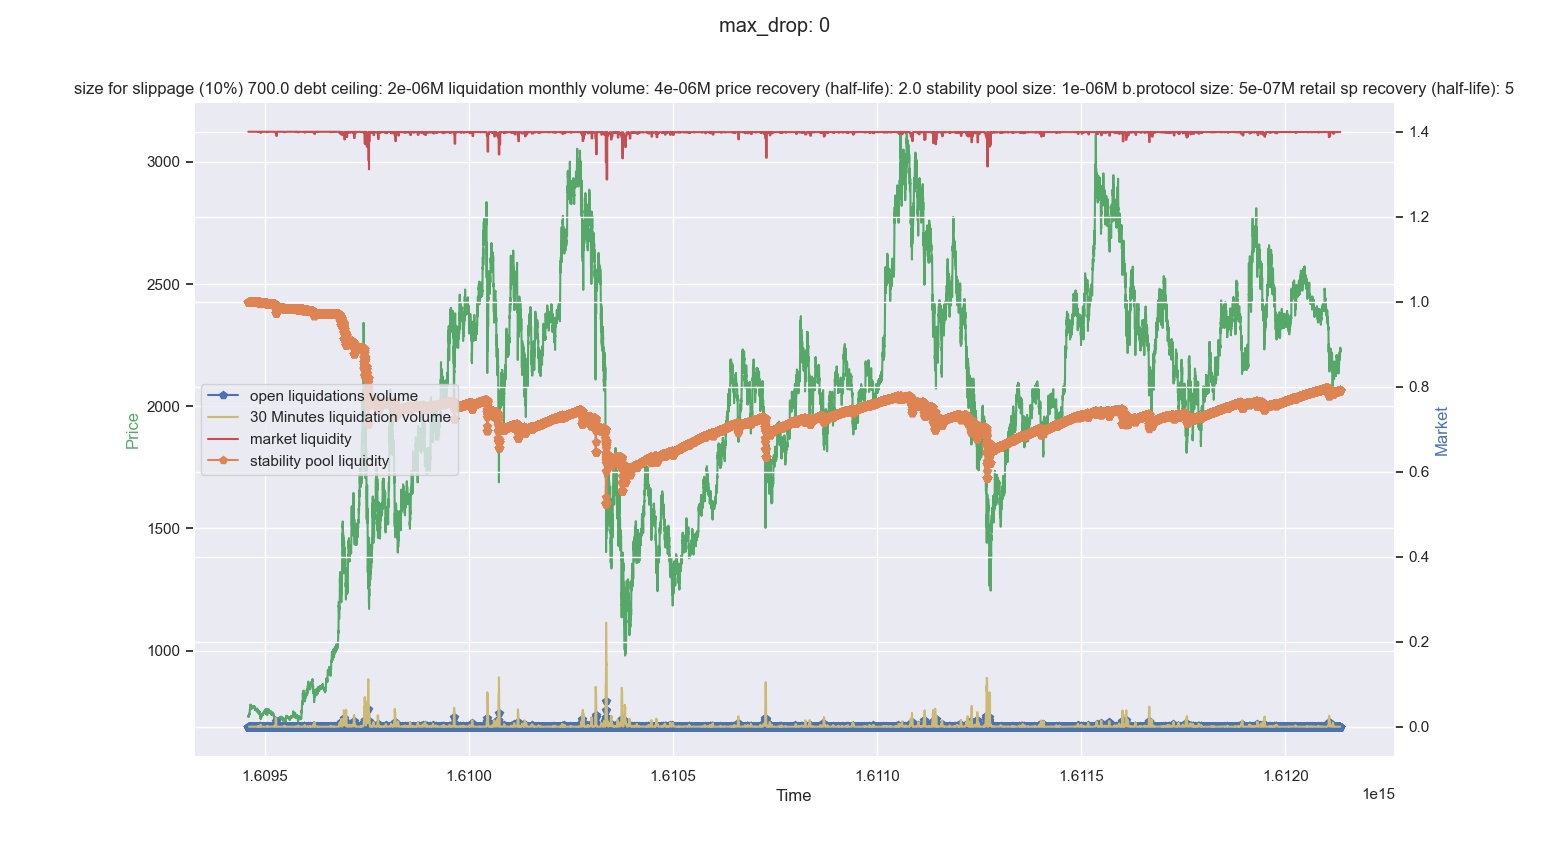 max_drop: 0
size for slippage (10%) 700.0 debt ceiling: 2e-06M liquidation monthly volume: 4e-06M price recovery (half-life): 2.0 stability pool size: 1e-06M b.protocol size: 5e-07M retail sp recovery (half-life): 5
3000
2500
2000
1500
1000
Price
1.4
1.2
1.0
0.8
0.6
0.4
0.2
0.0
Market
open liquidations volume
30 Minutes liquidation volume
market liquidity
stability pool liquidity
1.6095
1.6100
1.6105
1.6110
1.6115
1.6120
Time
1e15